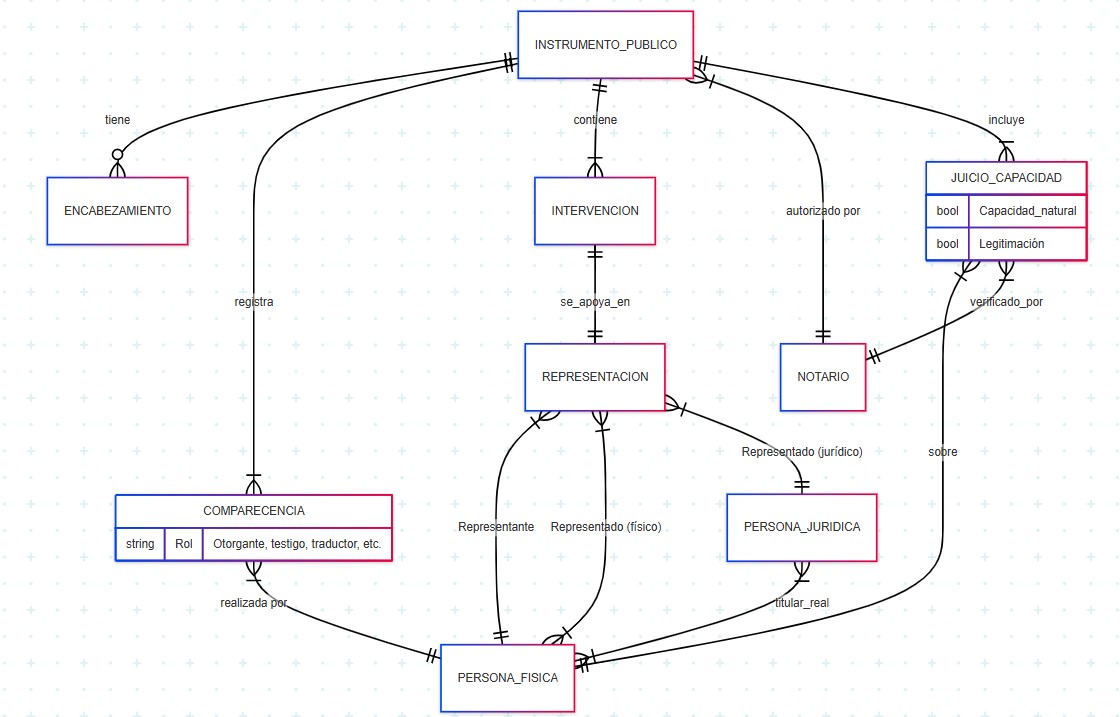 INSTRUMENTO_PUBLICO
tiene
contiene
incluye
ENCABEZAMIENTO
INTERVENCION
autorizado por
JUICIO_CAPACIDAD
bool Capacidad_natural
bool Legitimación
registra
se_apoya_en
verificado_por
REPRESENTACION
NOTARIO
Representado (jurídico)
sobre
COMPARECENCIA
string Rol Otorgante, testigo, traductor, etc.
Representante
Representado (físico)
PERSONA_JURIDICA
realizada por
titular_real
PERSONA_FISICA